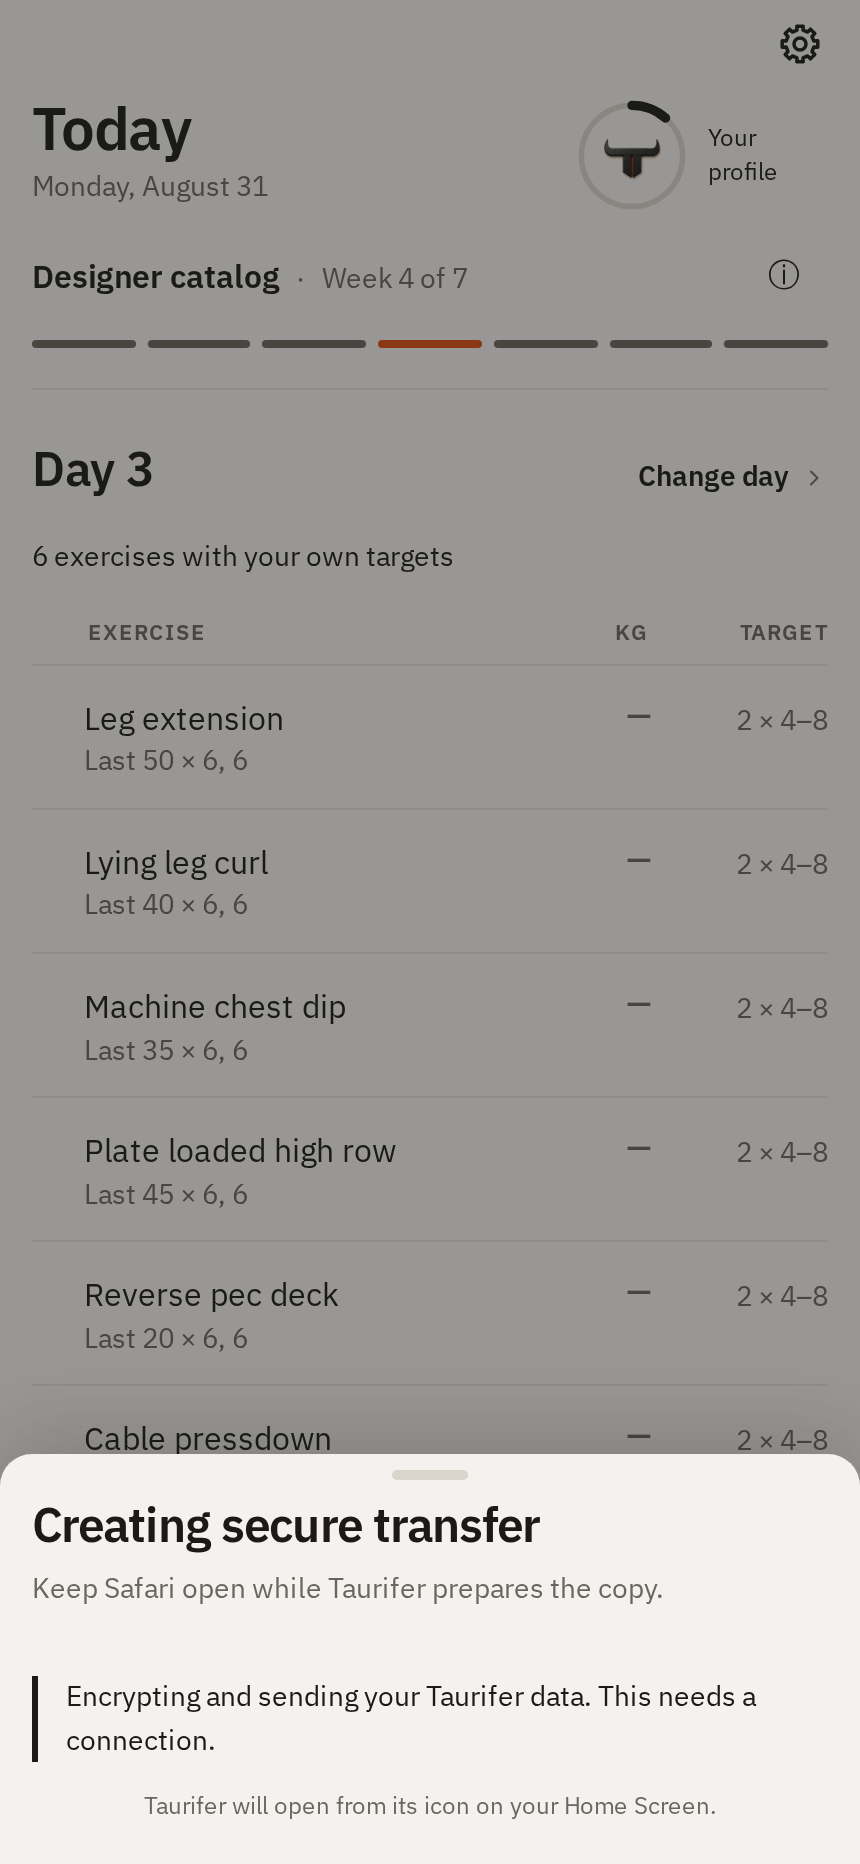 Today
Monday, August 31
Your
profile
Designer catalog · Week 4 of 7
Day 3
Change day
6 exercises with your own targets
EXERCISE KG TARGET
Leg extension — 2 × 4–8
Last 50 × 6, 6
Lying leg curl — 2 × 4–8
Last 40 × 6, 6
Machine chest dip — 2 × 4–8
Last 35 × 6, 6
Plate loaded high row — 2 × 4–8
Last 45 × 6, 6
Reverse pec deck — 2 × 4–8
Last 20 × 6, 6
Cable pressdown — 2 × 4–8
Creating secure transfer
Keep Safari open while Taurifer prepares the copy.
Encrypting and sending your Taurifer data. This needs a
connection.
Taurifer will open from its icon on your Home Screen.